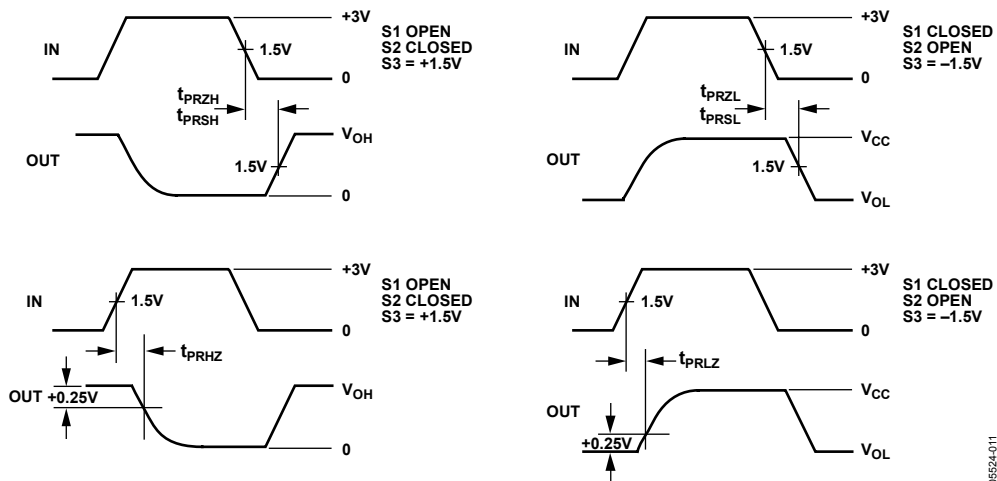 +3V
IN
1.5V
0
S1 OPEN
S2 CLOSED
S3 = +1.5V
tPRZH
tPRSH
VOH
OUT
1.5V
0
+3V
IN
1.5V
0
S1 CLOSED
S2 OPEN
S3 = –1.5V
tPRZL
tPRSL
VCC
OUT
1.5V
VOL
+3V
IN
1.5V
0
S1 OPEN
S2 CLOSED
S3 = +1.5V
tPRHZ
VOH
OUT
+0.25V
0
+3V
IN
1.5V
0
S1 CLOSED
S2 OPEN
S3 = –1.5V
tPRLZ
VCC
OUT
+0.25V
VOL
05524-011